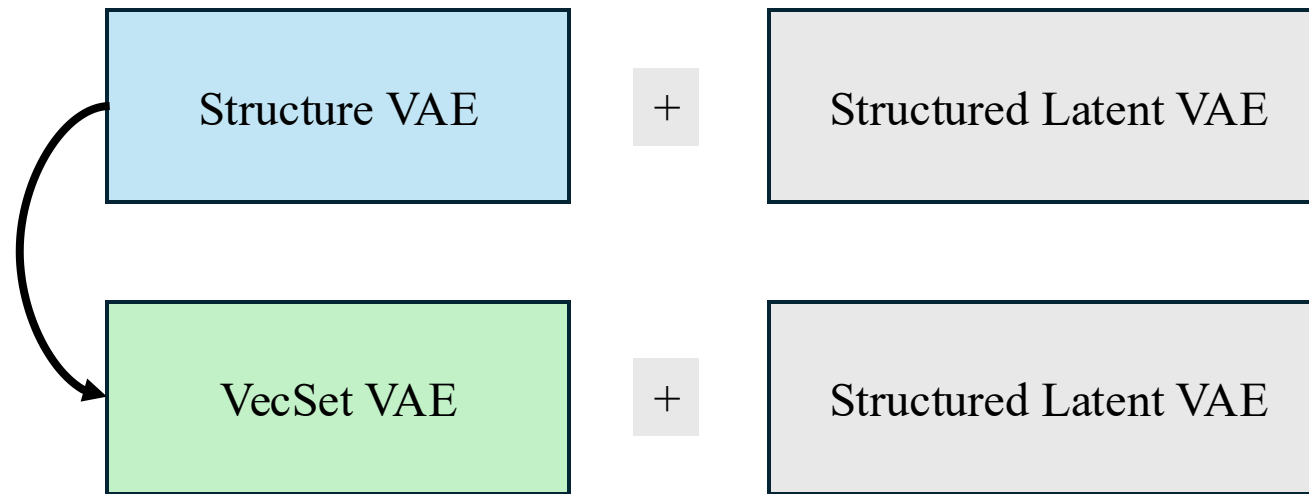 Structure VAE
+
Structured Latent VAE
VecSet VAE
+
Structured Latent VAE